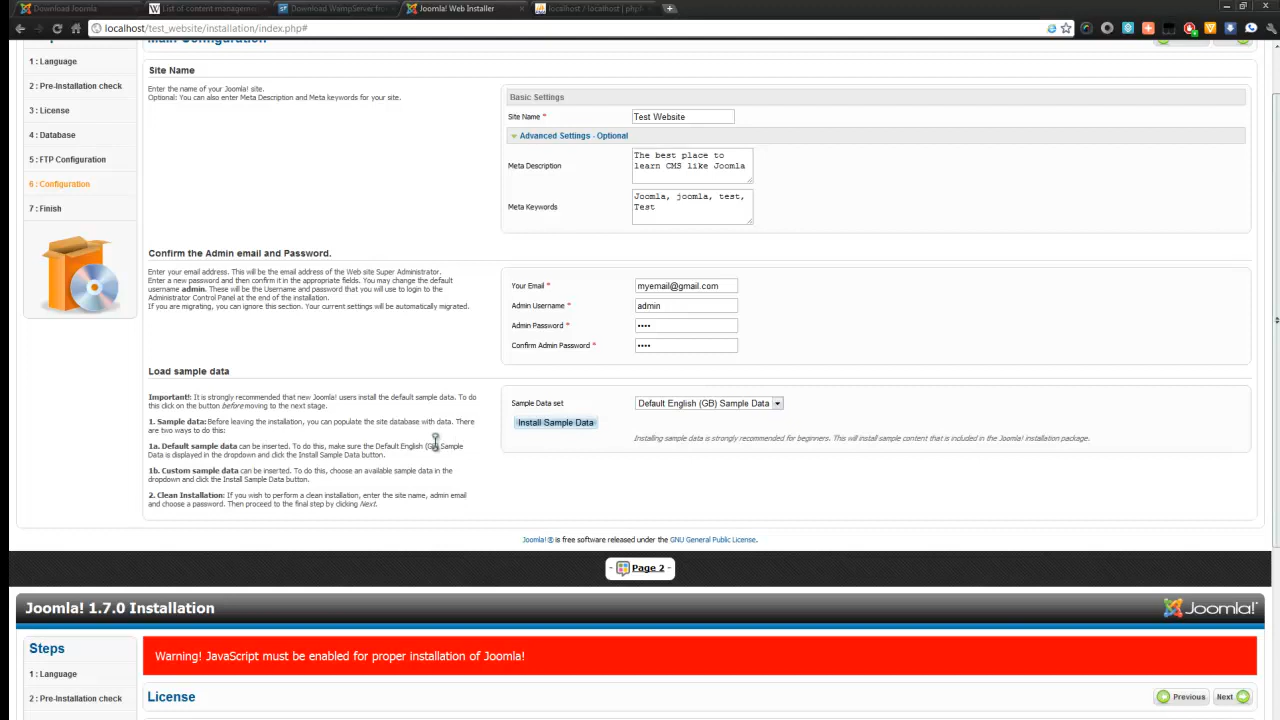 Download Joomla
List of content managem
Download WampServer fro
Joomla! Web Installer
localhost / localhost | php
localhost/test_website/installation/index.php#
Main Configuration
1 : Language
2 : Pre-Installation check
3 : License
4 : Database
5 : FTP Configuration
6 : Configuration
7 : Finish
Site Name
Enter the name of your Joomla! site.
Optional: You can also enter Meta Description and Meta keywords for your site.
Basic Settings
Site Name *
Test Website
Advanced Settings - Optional
Meta Description
The best place to
learn CMS like Joomla
Meta Keywords
Joomla, joomla, test,
Test
Confirm the Admin email and Password.
Enter your email address. This will be the email address of the Web site Super Administrator.
Enter a new password and then confirm it in the appropriate fields. You may change the default
username admin. These will be the Username and password that you will use to login to the
Administrator Control Panel at the end of the installation.
If you are migrating, you can ignore this section. Your current settings will be automatically migrated.
Your Email *
myemail@gmail.com
Admin Username *
admin
Admin Password *
••••
Confirm Admin Password *
••••
Load sample data
Important!: It is strongly recommended that new Joomla! users install the default sample data. To do
this click on the button before moving to the next stage.
1. Sample data: Before leaving the installation, you can populate the site database with data. There
are two ways to do this:
1a. Default sample data can be inserted. To do this, make sure the Default English (GB) Sample
Data is displayed in the dropdown and click the Install Sample Data button.
1b. Custom sample data can be inserted. To do this, choose an available sample data in the
dropdown and click the Install Sample Data button.
2. Clean Installation: If you wish to perform a clean installation, enter the site name, admin email
and choose a password. Then proceed to the final step by clicking Next.
Sample Data set
Default English (GB) Sample Data
Install Sample Data
Installing sample data is strongly recommended for beginners. This will install sample content that is included in the Joomla! installation package.
Joomla! ® is free software released under the GNU General Public License.
- Page 2 -
Joomla! 1.7.0 Installation
Joomla!
Steps
Warning! JavaScript must be enabled for proper installation of Joomla!
1 : Language
2 : Pre-Installation check
License
Previous
Next